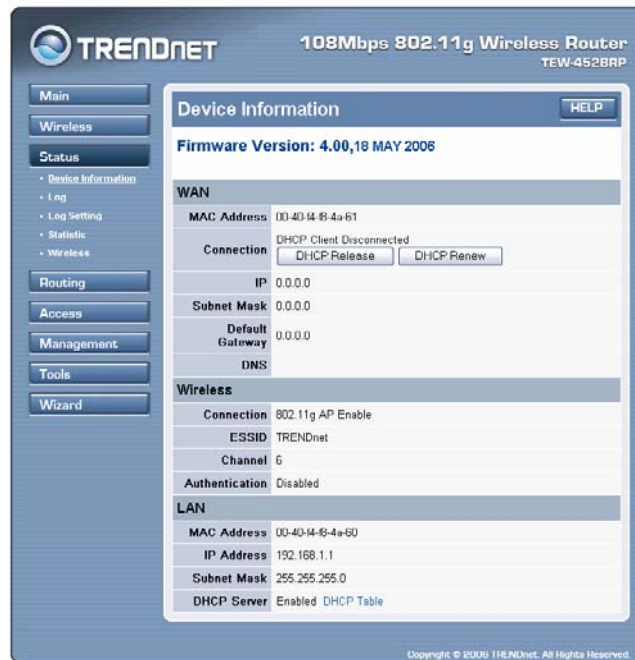 TRENDNET
108Mbps 802.11g Wireless Router
TEW-452BRP
Main
Wireless
Status
Device Information
Log
Log Setting
Statistic
Wireless
Routing
Access
Management
Tools
Wizard
Device Information
HELP
Firmware Version: 4.00,18 MAY 2006
WAN
MAC Address 00-40-f4-f8-4a-61
Connection DHCP Client Disconnected
DHCP Release DHCP Renew
IP 0.0.0.0
Subnet Mask 0.0.0.0
Default Gateway 0.0.0.0
DNS
Wireless
Connection 802.11g AP Enable
ESSID TRENDnet
Channel 6
Authentication Disabled
LAN
MAC Address 00-40-f4-f8-4a-60
IP Address 192.168.1.1
Subnet Mask 255.255.255.0
DHCP Server Enabled DHCP Table
Copyright © 2006 TRENDnet. All Rights Reserved.